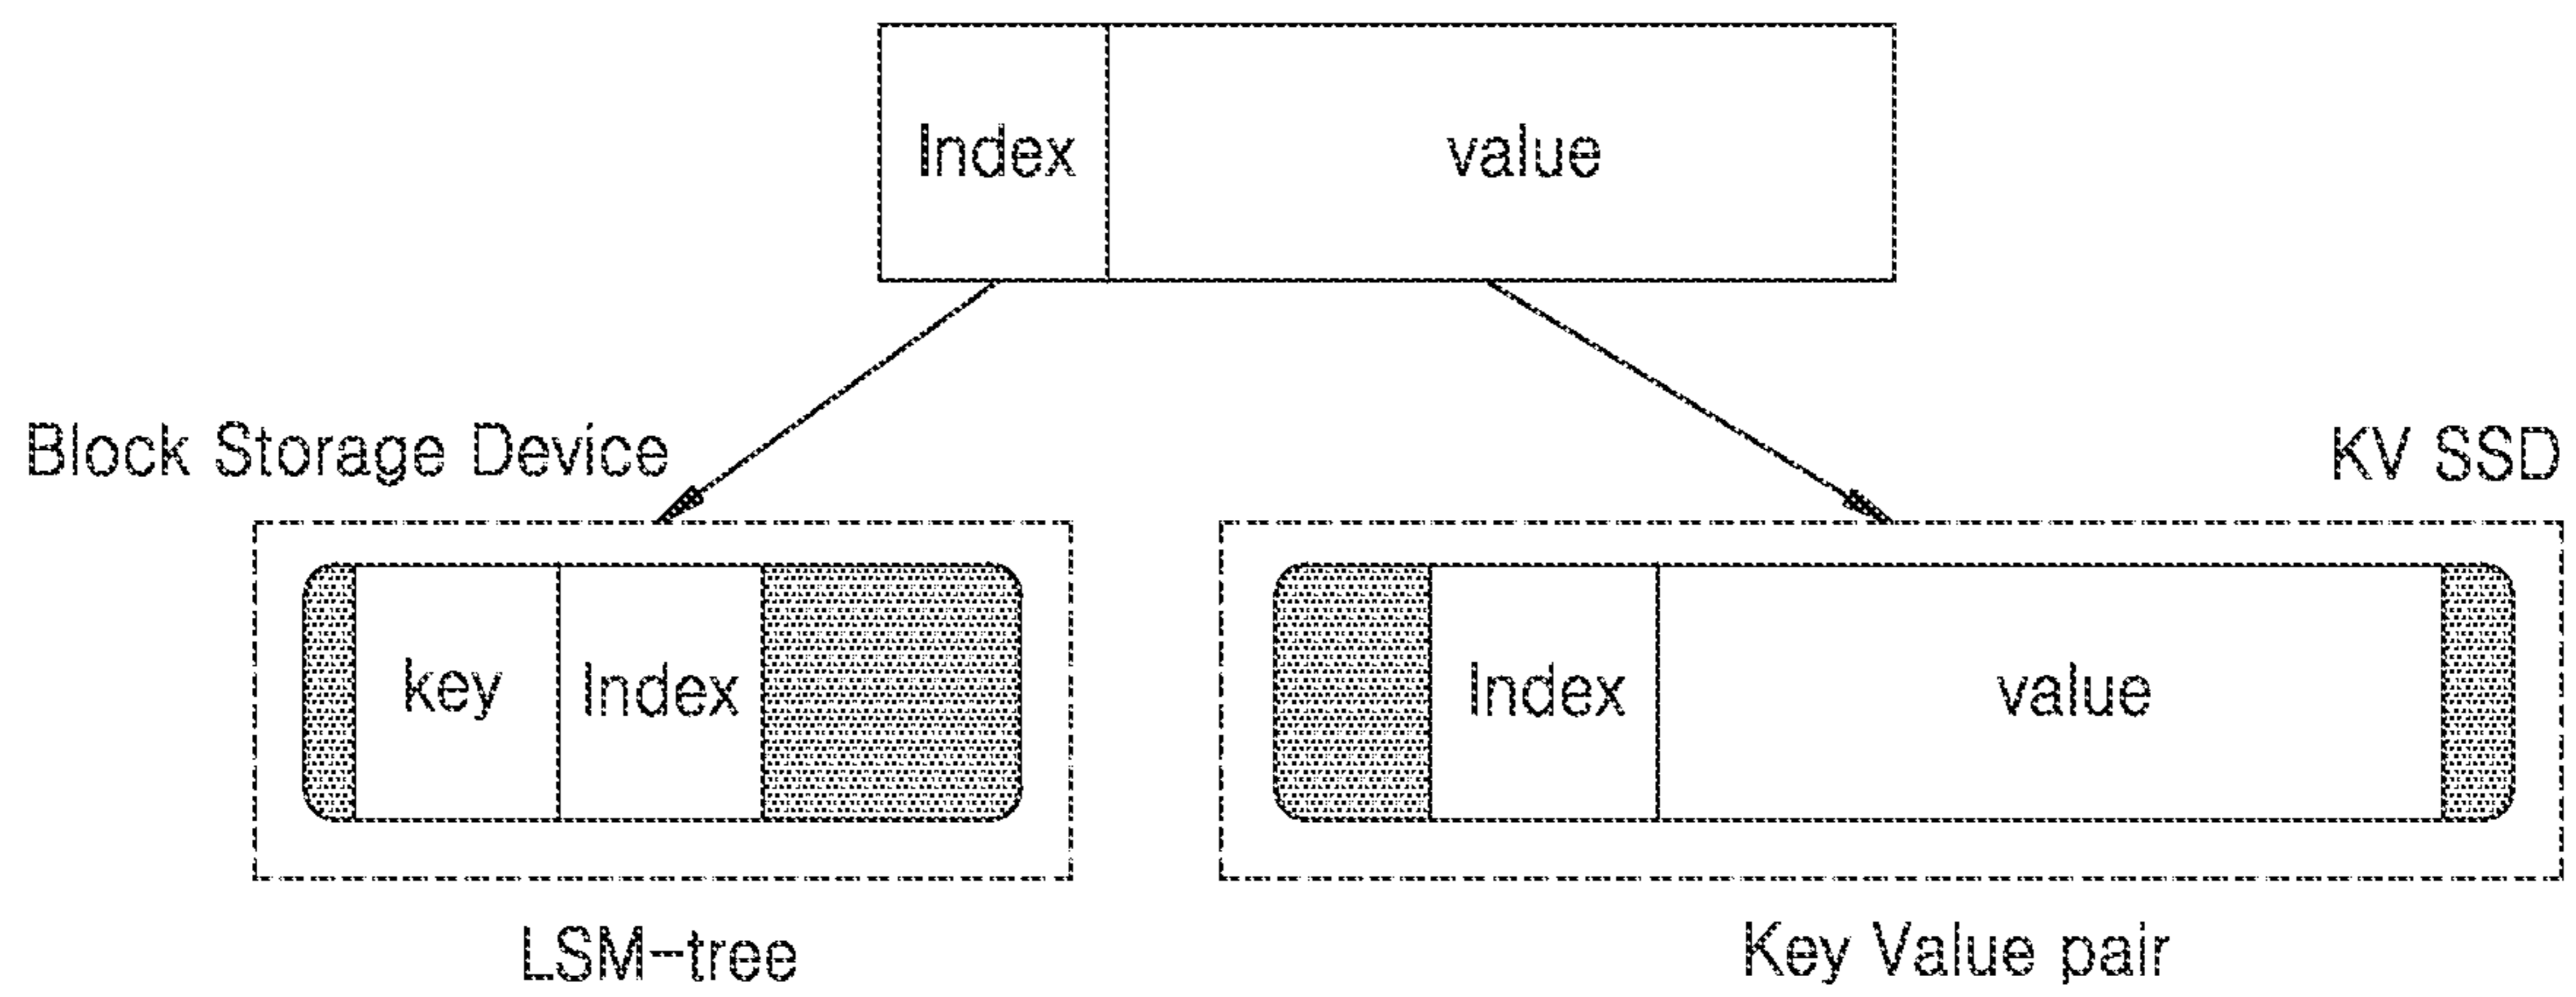 Index value
Block Storage Device
KV SSD
key Index
Index value
LSM-tree
Key Value pair